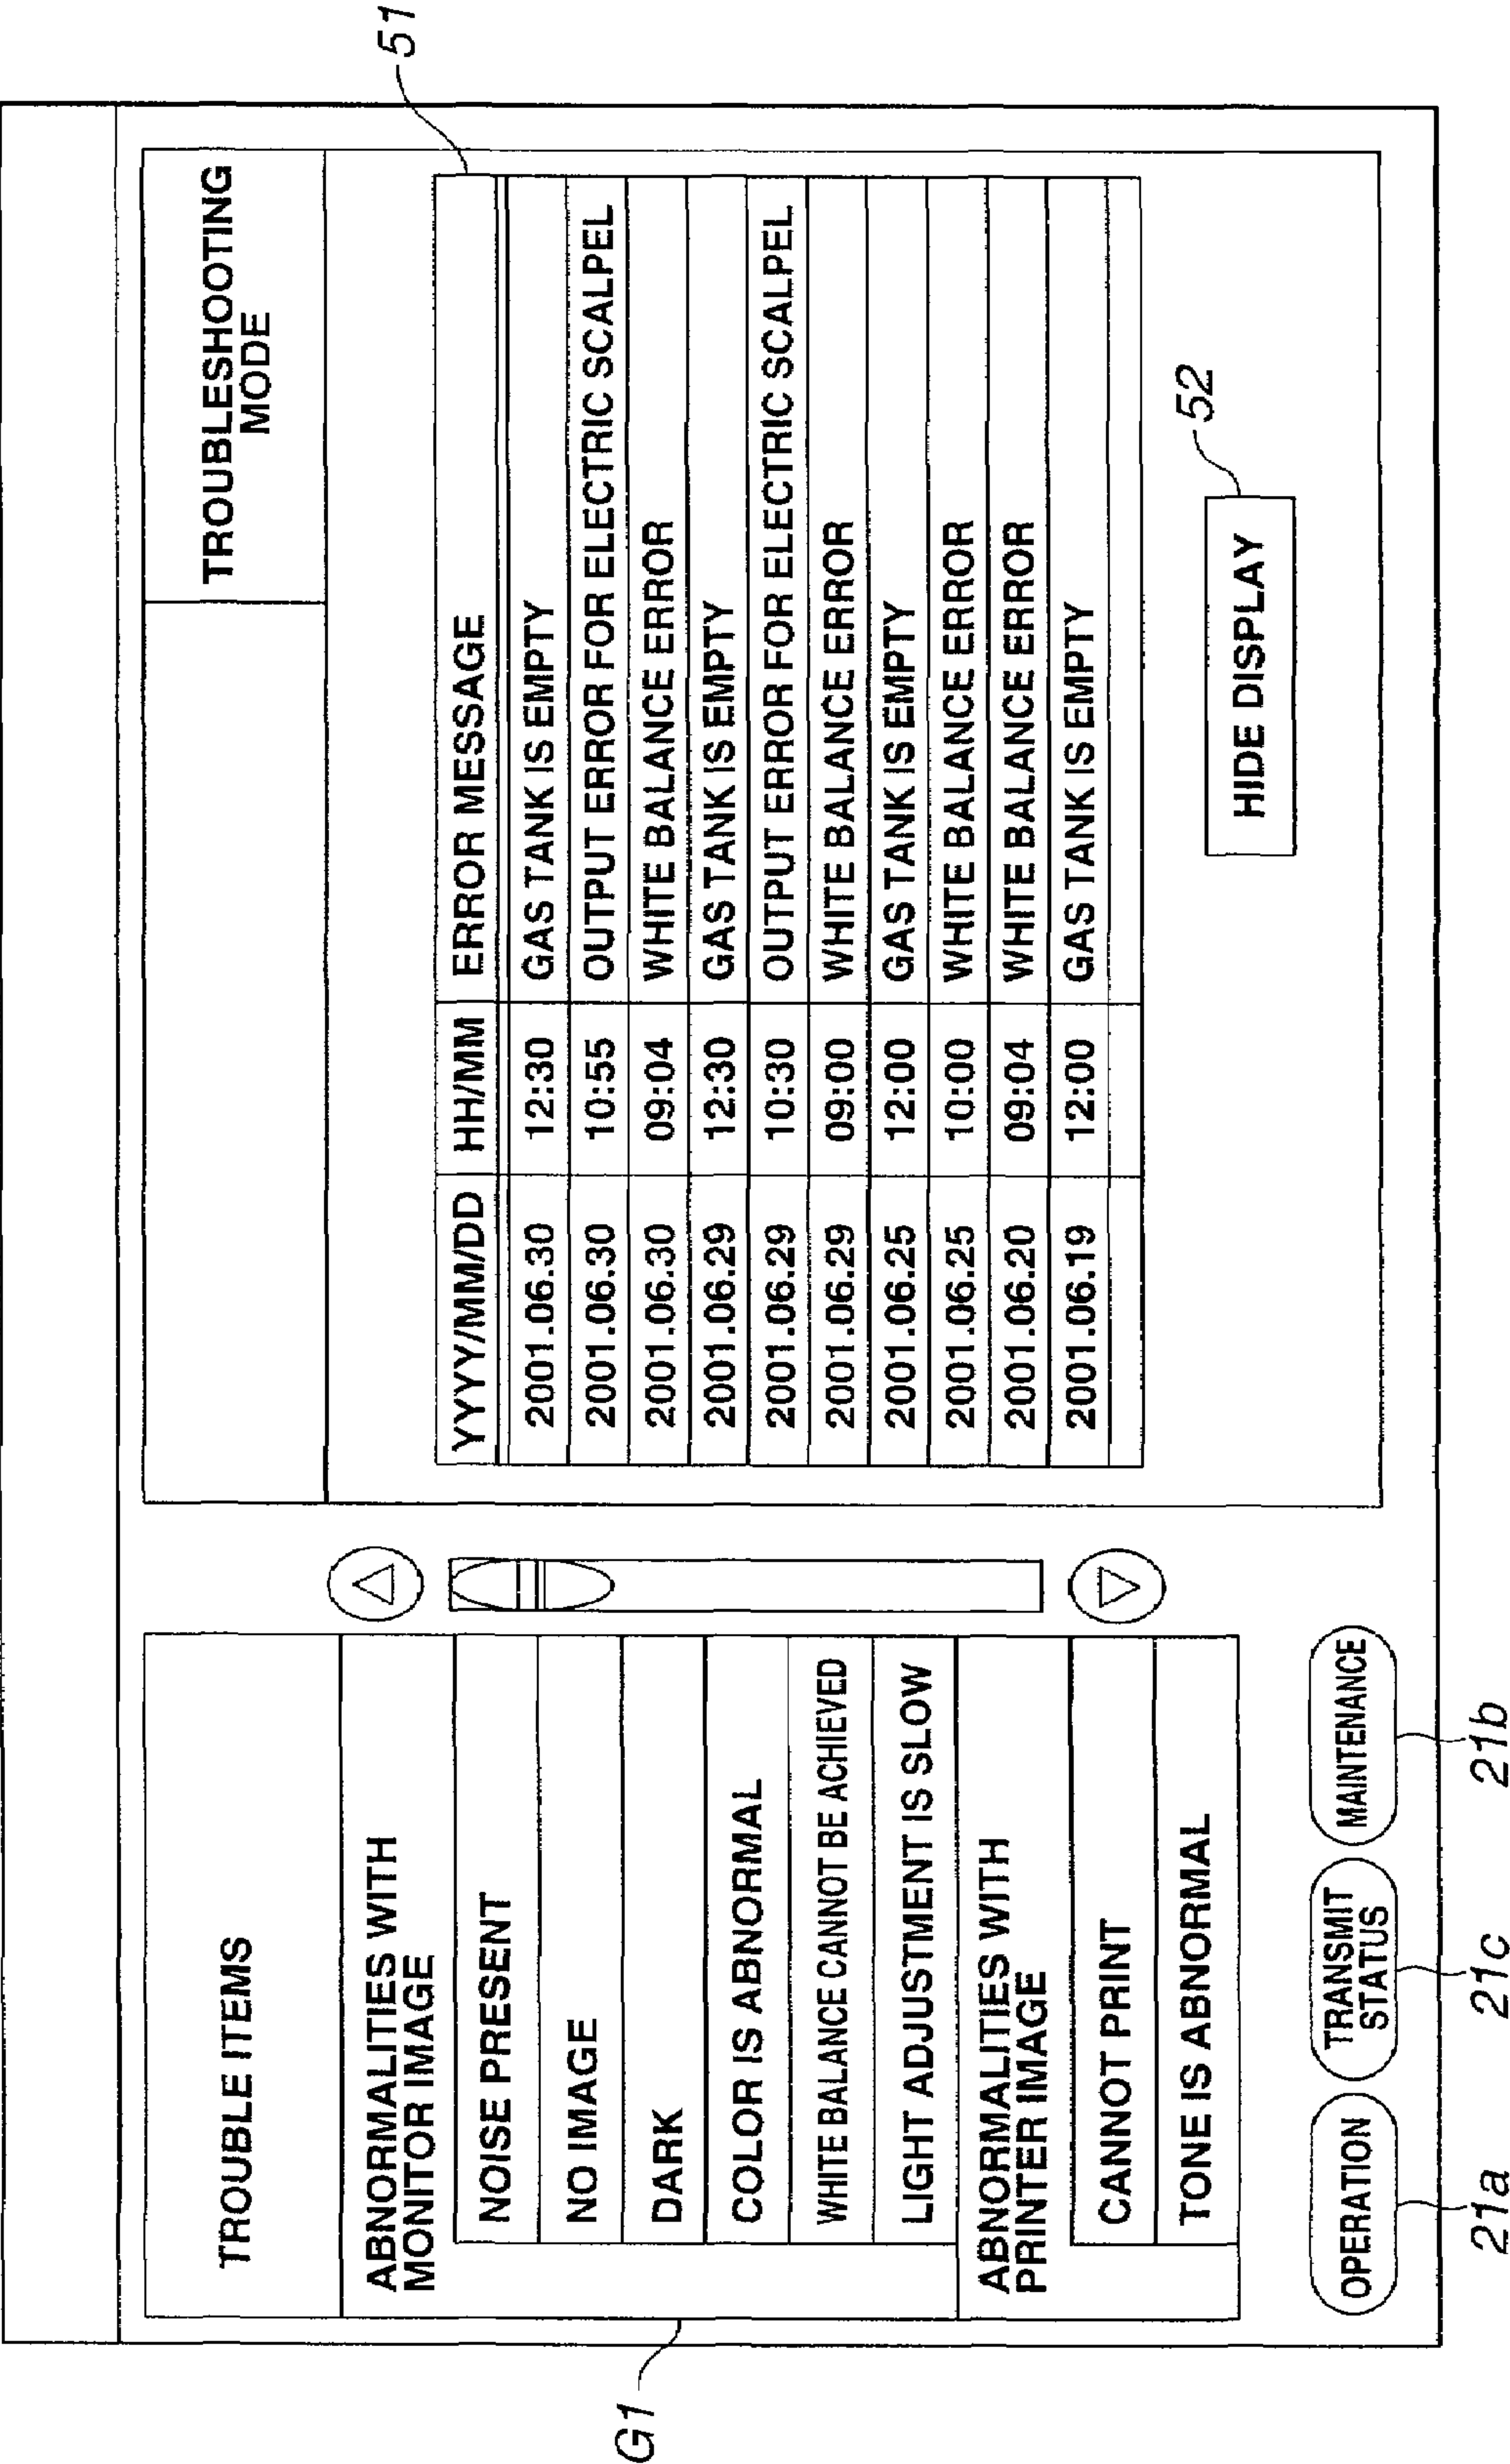 TROUBLE ITEMS
ABNORMALITIES WITH
MONITOR IMAGE
NOISE PRESENT
NO IMAGE
DARK
COLOR IS ABNORMAL
WHITE BALANCE CANNOT BE ACHIEVED
LIGHT ADJUSTMENT IS SLOW
ABNORMALITIES WITH
PRINTER IMAGE
CANNOT PRINT
TONE IS ABNORMAL
G1
OPERATION
TRANSMIT
STATUS
MAINTENANCE
21a
21c
21b
TROUBLESHOOTING
MODE
51
YYYY/MM/DD HH/MM ERROR MESSAGE
2001.06.30 12:30 GAS TANK IS EMPTY
2001.06.30 10:55 OUTPUT ERROR FOR ELECTRIC SCALPEL
2001.06.30 09:04 WHITE BALANCE ERROR
2001.06.29 12:30 GAS TANK IS EMPTY
2001.06.29 10:30 OUTPUT ERROR FOR ELECTRIC SCALPEL
2001.06.29 09:00 WHITE BALANCE ERROR
2001.06.25 12:00 GAS TANK IS EMPTY
2001.06.25 10:00 WHITE BALANCE ERROR
2001.06.20 09:04 WHITE BALANCE ERROR
2001.06.19 12:00 GAS TANK IS EMPTY
HIDE DISPLAY
52